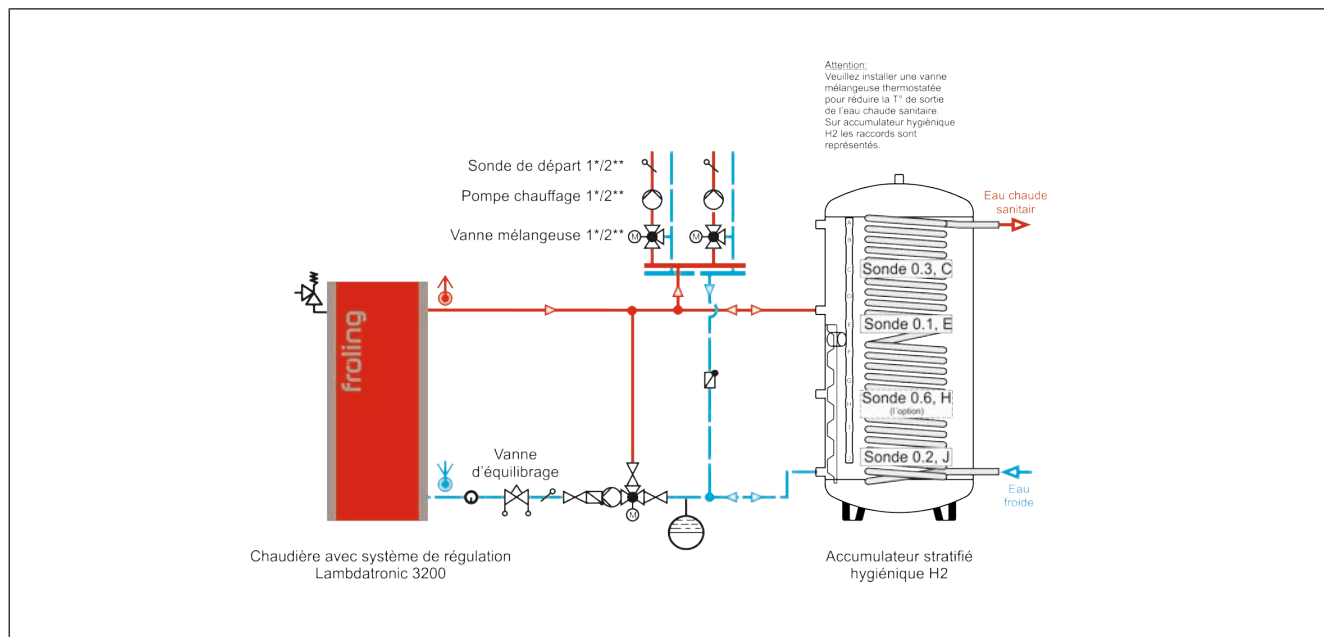 Attention:
Veuillez installer une vanne
mélangeuse thermostatée
pour réduire la T° de sortie
de l'eau chaude sanitaire.
Sur accumulateur hygiènique
H2 les raccords sont
représentés.
Sonde de départ 1*/2**
Pompe chauffage 1*/2**
Vanne mélangeuse 1*/2**
M
M
Eau chaude
sanitair
froling
A
B
C
D
E
F
G
H
I
J
Sonde 0.3, C
Sonde 0.1, E
Sonde 0.6, H
(l´option)
Sonde 0.2, J
Vanne
d'équilibrage
M
Eau
froide
Chaudière avec système de régulation
Lambdatronic 3200
Accumulateur stratifié
hygiénique H2